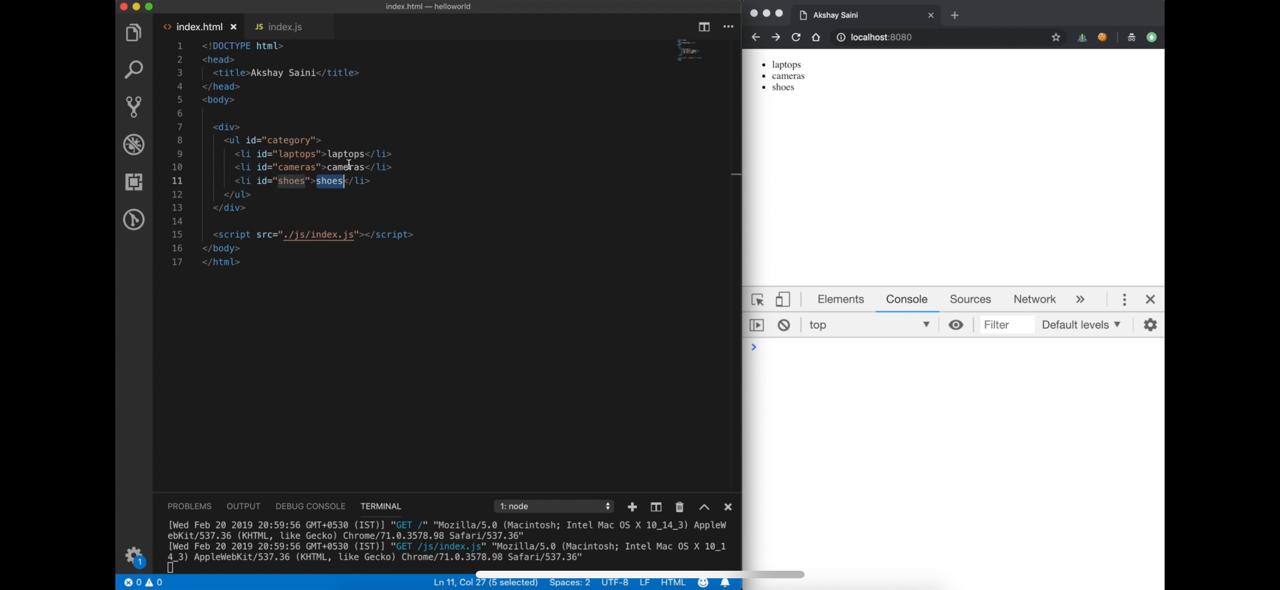 index.html — helloworld
index.html
JS index.js
1 <!DOCTYPE html>
2 <head>
3 <title>Akshay Saini</title>
4 </head>
5 <body>
6
7 <div>
8 <ul id="category">
9 <li id="laptops">laptops</li>
10 <li id="cameras">cameras</li>
11 <li id="shoes">shoes</li>
12 </ul>
13 </div>
14
15 <script src="./js/index.js"></script>
16 </body>
17 </html>
PROBLEMS OUTPUT DEBUG CONSOLE TERMINAL 1: node
[Wed Feb 20 2019 20:59:56 GMT+0530 (IST)] "GET /" "Mozilla/5.0 (Macintosh; Intel Mac OS X 10_14_3) AppleW
ebKit/537.36 (KHTML, like Gecko) Chrome/71.0.3578.98 Safari/537.36"
[Wed Feb 20 2019 20:59:56 GMT+0530 (IST)] "GET /js/index.js" "Mozilla/5.0 (Macintosh; Intel Mac OS X 10_1
4_3) AppleWebKit/537.36 (KHTML, like Gecko) Chrome/71.0.3578.98 Safari/537.36"
1
0 0 Ln 11, Col 27 (5 selected) Spaces: 2 UTF-8 LF HTML
Akshay Saini
localhost:8080
• laptops
• cameras
• shoes
Elements Console Sources Network »
top Filter Default levels
>